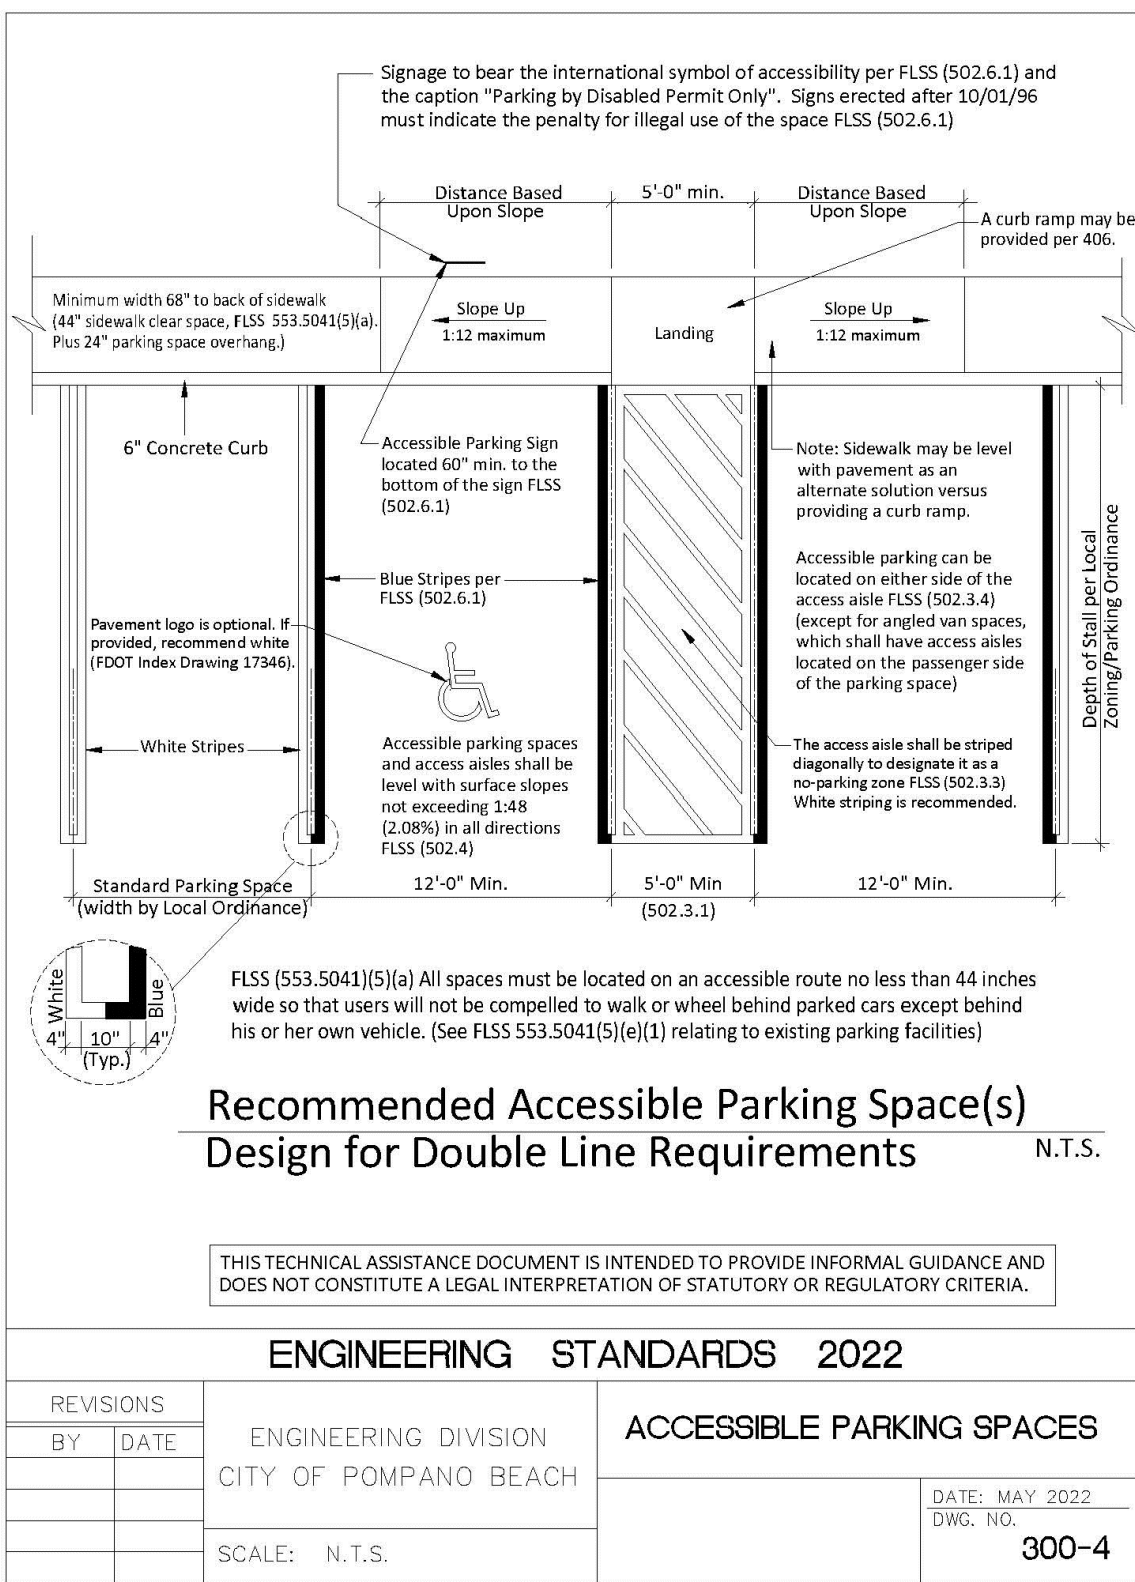 Signage to bear the international symbol of accessibility per FLSS (502.6.1) and
the caption "Parking by Disabled Permit Only". Signs erected after 10/01/96
must indicate the penalty for illegal use of the space FLSS (502.6.1)
Distance Based
Upon Slope
5'-0" min.
Distance Based
Upon Slope
A curb ramp may be
provided per 406.
Minimum width 68" to back of sidewalk
(44" sidewalk clear space, FLSS 553.5041(5)(a).
Plus 24" parking space overhang.)
Slope Up
1:12 maximum
Landing
Slope Up
1:12 maximum
6" Concrete Curb
Accessible Parking Sign
located 60" min. to the
bottom of the sign FLSS
(502.6.1)
Note: Sidewalk may be level
with pavement as an
alternate solution versus
providing a curb ramp.
Blue Stripes per
FLSS (502.6.1)
Accessible parking can be
located on either side of the
access aisle FLSS (502.3.4)
(except for angled van spaces,
which shall have access aisles
located on the passenger side
of the parking space)
Depth of Stall per Local
Zoning/Parking Ordinance
Pavement logo is optional. If
provided, recommend white
(FDOT Index Drawing 17346).
White Stripes
Accessible parking spaces
and access aisles shall be
level with surface slopes
not exceeding 1:48
(2.08%) in all directions
FLSS (502.4)
The access aisle shall be striped
diagonally to designate it as a
no-parking zone FLSS (502.3.3)
White striping is recommended.
Standard Parking Space
(width by Local Ordinance)
12'-0" Min.
5'-0" Min
(502.3.1)
12'-0" Min.
White
Blue
4"
10"
4"
(Typ.)
FLSS (553.5041)(5)(a) All spaces must be located on an accessible route no less than 44 inches
wide so that users will not be compelled to walk or wheel behind parked cars except behind
his or her own vehicle. (See FLSS 553.5041(5)(e)(1) relating to existing parking facilities)
Recommended Accessible Parking Space(s)
Design for Double Line Requirements
N.T.S.
THIS TECHNICAL ASSISTANCE DOCUMENT IS INTENDED TO PROVIDE INFORMAL GUIDANCE AND
DOES NOT CONSTITUTE A LEGAL INTERPRETATION OF STATUTORY OR REGULATORY CRITERIA.
ENGINEERING STANDARDS 2022
REVISIONS
BY
DATE
ENGINEERING DIVISION
CITY OF POMPANO BEACH
SCALE: N.T.S.
ACCESSIBLE PARKING SPACES
DATE: MAY 2022
DWG. NO.
300-4